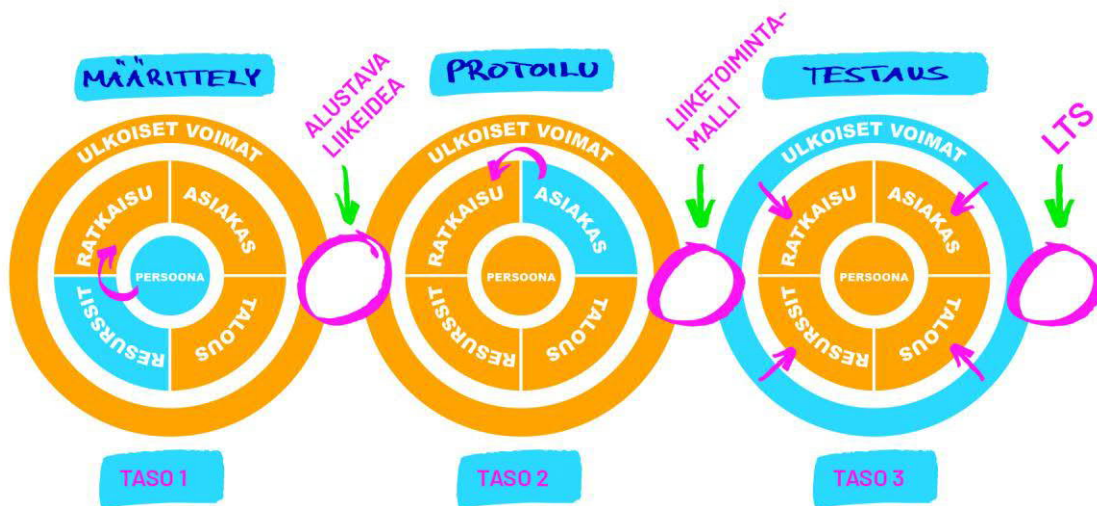 MÄÄRITTELY
ALUSTAVA
LIIKEIDEA
PROTOILU
LIIKETOIMINTA-
MALLI
TESTAUS
LTS
ULKOISET VOIMAT
RATKAISU
ASIAKAS
PERSOONA
RESURSSIT
TALOUS
ULKOISET VOIMAT
RATKAISU
ASIAKAS
PERSOONA
RESURSSIT
TALOUS
ULKOISET VOIMAT
RATKAISU
ASIAKAS
PERSOONA
RESURSSIT
TALOUS
TASO 1
TASO 2
TASO 3